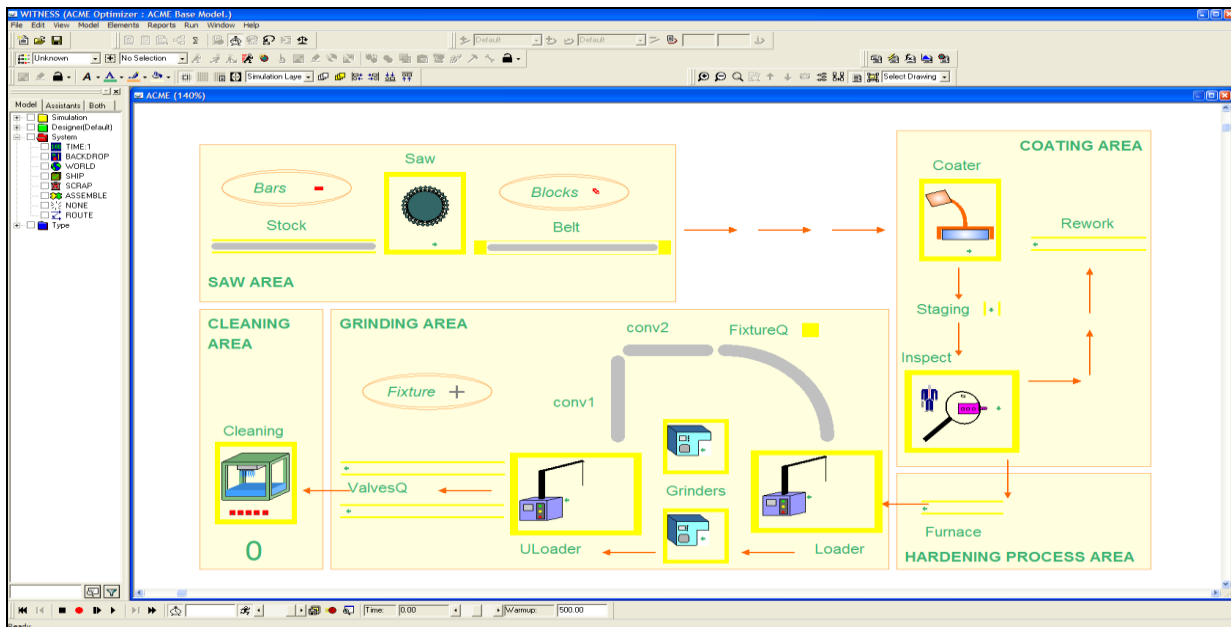 WITNESS (ACME Optimizer : ACME Base Model.)
File Edit View Model Elements Reports Run Window Help
Default Default
Unknown No Selection
Simulation Laye Select Drawing
Model Assistants Both
ACME (140%)
Simulation
Designer(Default)
System
TIME:1
BACKDROP
WORLD
SHIP
SCRAP
ASSEMBLE
NONE
ROUTE
Type
Saw
Bars
Blocks
Stock
Belt
SAW AREA
COATING AREA
Coater
Rework
Staging
Inspect
CLEANING
AREA
Cleaning
0
GRINDING AREA
conv2
FixtureQ
Fixture
conv1
ValvesQ
Grinders
ULoader
Loader
Furnace
HARDENING PROCESS AREA
Time: 0.00 Warmup: 500.00
Ready